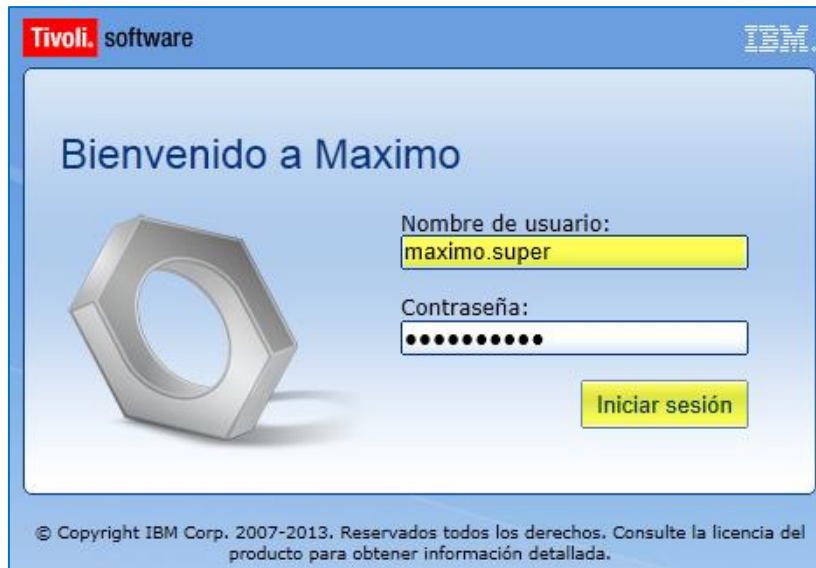 Tivoli. software
IBM.
Bienvenido a Maximo
Nombre de usuario:
maximo.super
Contraseña:
••••••••••
Iniciar sesión
© Copyright IBM Corp. 2007-2013. Reservados todos los derechos. Consulte la licencia del
producto para obtener información detallada.